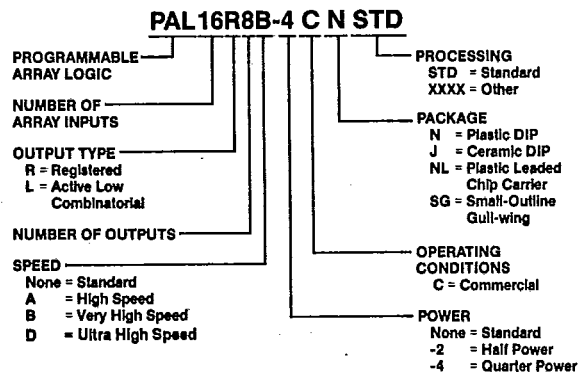 PAL16R8B-4 C N STD
PROGRAMMABLE
ARRAY LOGIC
NUMBER OF
ARRAY INPUTS
OUTPUT TYPE
R = Registered
L = Active Low
Combinatorial
NUMBER OF OUTPUTS
SPEED
None = Standard
A = High Speed
B = Very High Speed
D = Ultra High Speed
PROCESSING
STD = Standard
XXXX = Other
PACKAGE
N = Plastic DIP
J = Ceramic DIP
NL = Plastic Leaded
Chip Carrier
SG = Small-Outline
Gull-wing
OPERATING
CONDITIONS
C = Commercial
POWER
None = Standard
-2 = Half Power
-4 = Quarter Power